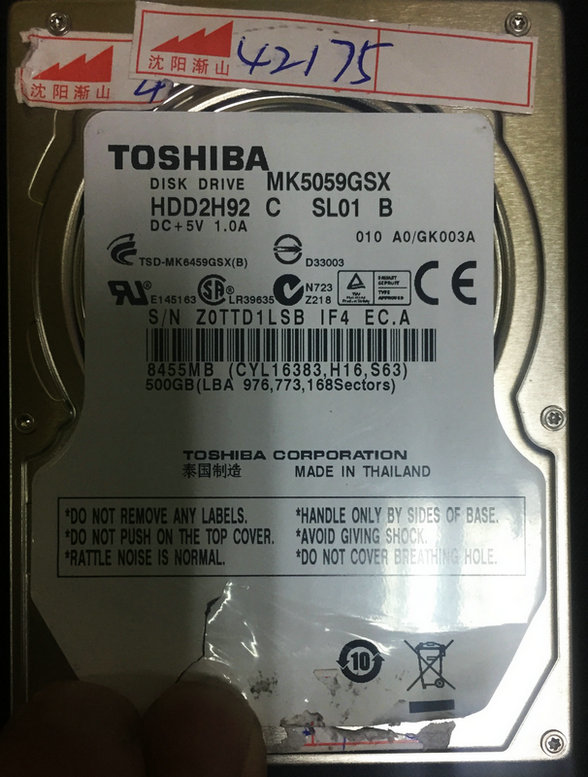 沈阳渐山
42175
沈阳渐山
4
TOSHIBA
DISK DRIVE MK5059GSX
HDD2H92 C SL01 B
DC+5V 1.0A
010 A0/GK003A
TSD-MK6459GSX(B) D33003
E145163 LR39635 N723
Z218
S/N Z0TTD1LSB IF4 EC.A
8455MB (CYL16383,H16,S63)
500GB(LBA 976,773,168Sectors)
TOSHIBA CORPORATION
泰国制造 MADE IN THAILAND
*DO NOT REMOVE ANY LABELS. *HANDLE ONLY BY SIDES OF BASE.
*DO NOT PUSH ON THE TOP COVER. *AVOID GIVING SHOCK.
*RATTLE NOISE IS NORMAL. *DO NOT COVER BREATHING HOLE.
10